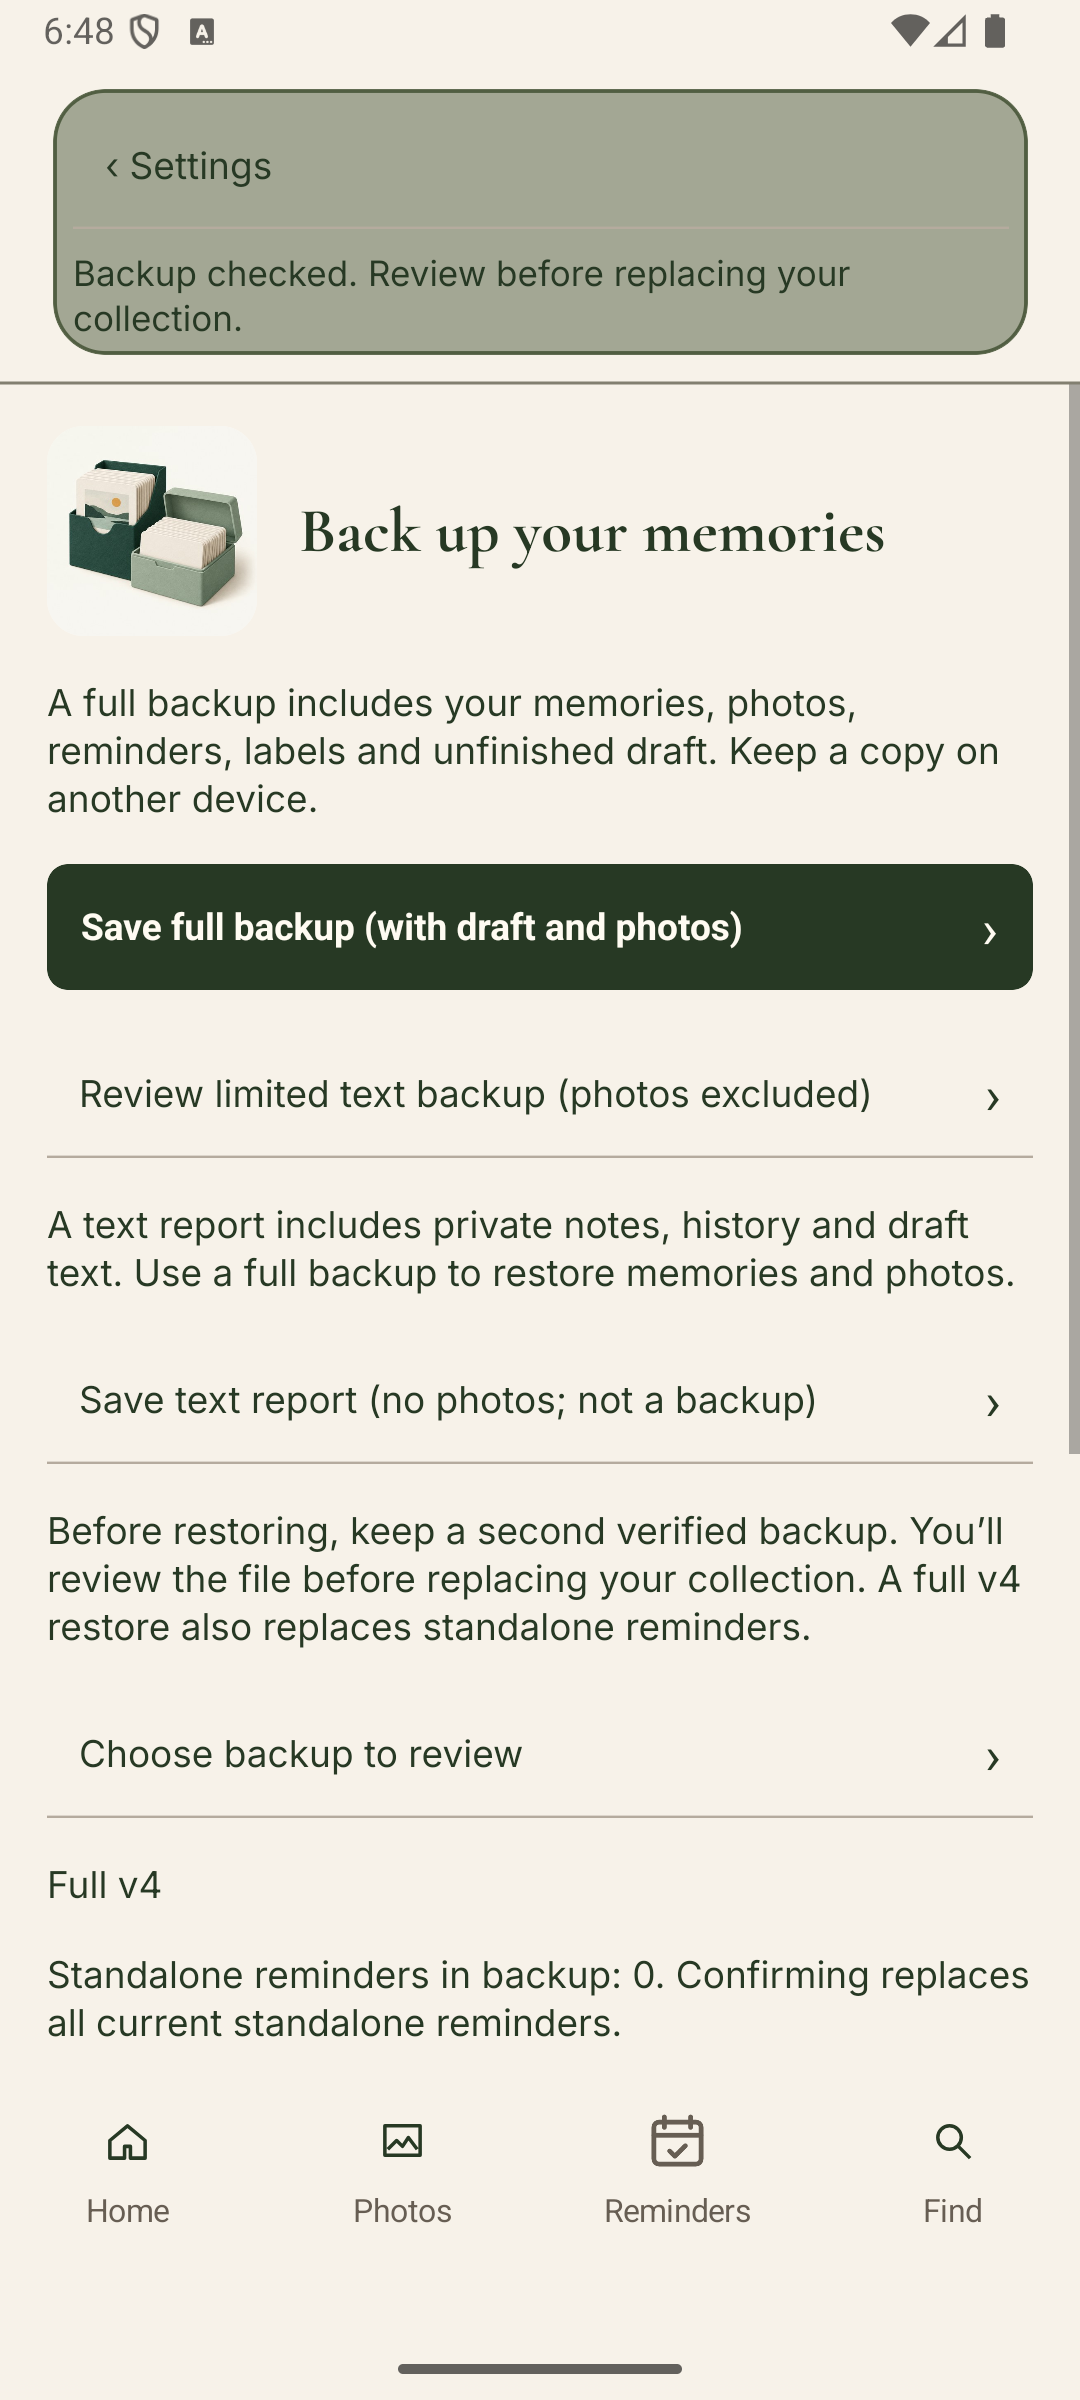 6:48
A
‹ Settings
Backup checked. Review before replacing your
collection.
Back up your memories
A full backup includes your memories, photos,
reminders, labels and unfinished draft. Keep a copy on
another device.
Save full backup (with draft and photos) ›
Review limited text backup (photos excluded) ›
A text report includes private notes, history and draft
text. Use a full backup to restore memories and photos.
Save text report (no photos; not a backup) ›
Before restoring, keep a second verified backup. You’ll
review the file before replacing your collection. A full v4
restore also replaces standalone reminders.
Choose backup to review ›
Full v4
Standalone reminders in backup: 0. Confirming replaces
all current standalone reminders.
Home Photos Reminders Find